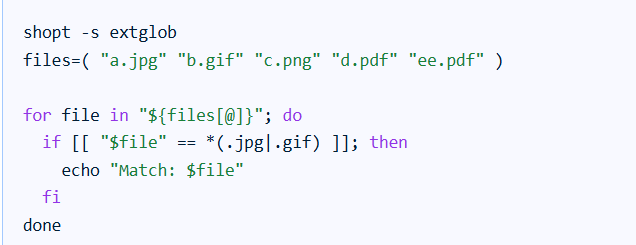 shopt -s extglob
files=( "a.jpg" "b.gif" "c.png" "d.pdf" "ee.pdf" )
for file in "${files[@]}"; do
if [[ "$file" == *(.jpg|.gif) ]]; then
echo "Match: $file"
fi
done